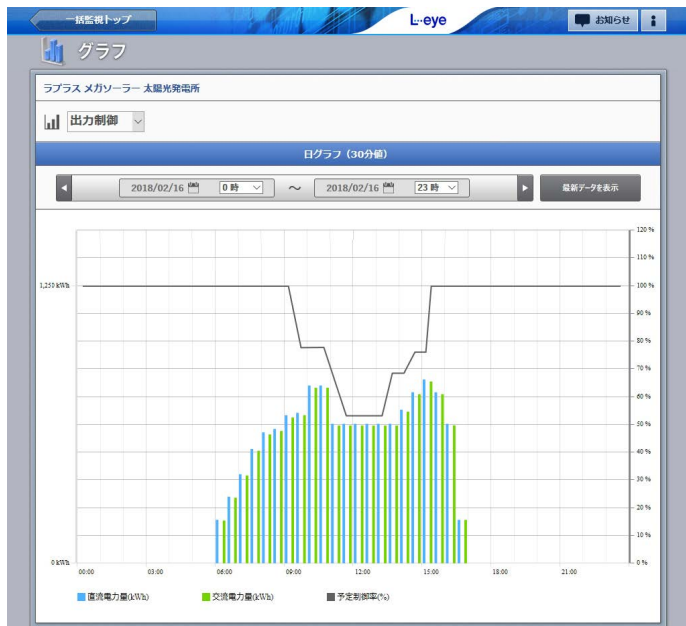 一括監視トップ
L・eye
お知らせ
グラフ
ラプラス メガソーラー 太陽光発電所
出力制御
日グラフ（30分値）
2018/02/16 0 時 ～ 2018/02/16 23 時 最新データを表示
120 %
110 %
1,250 kWh 100 %
90 %
80 %
70 %
60 %
50 %
40 %
30 %
20 %
10 %
0 kWh 0 %
00:00 03:00 06:00 09:00 12:00 15:00 18:00 21:00
直流電力量(kWh) 交流電力量(kWh) 予定制御率(%)